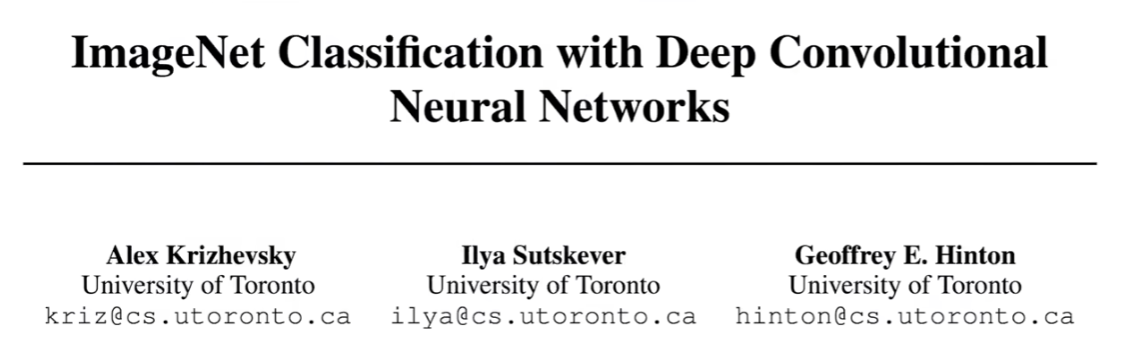 ImageNet Classification with Deep Convolutional
Neural Networks
Alex Krizhevsky
University of Toronto
kriz@cs.utoronto.ca
Ilya Sutskever
University of Toronto
ilya@cs.utoronto.ca
Geoffrey E. Hinton
University of Toronto
hinton@cs.utoronto.ca